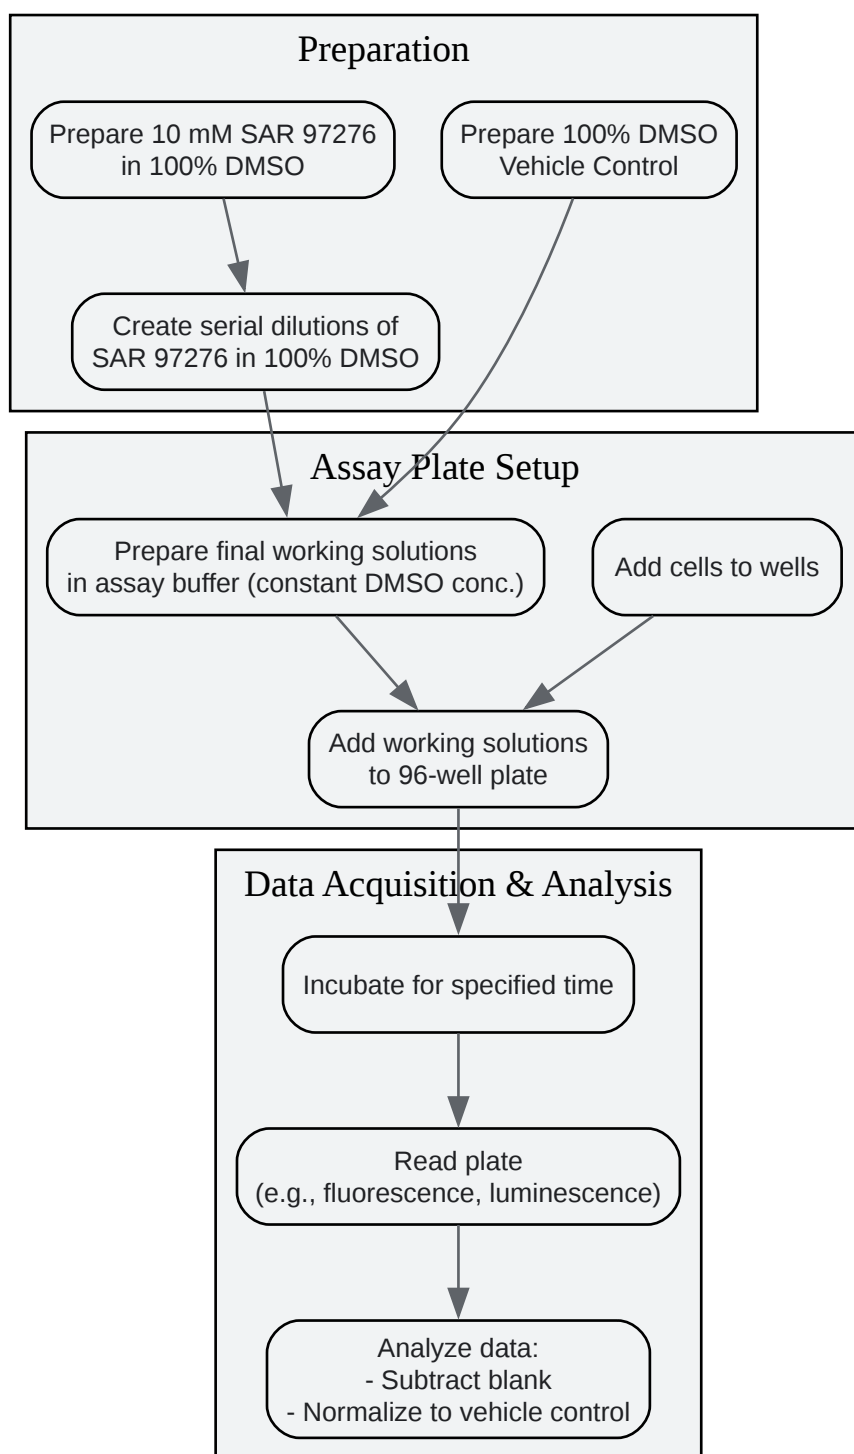 Preparation
Prepare 10 mM SAR 97276
in 100% DMSO
Prepare 100% DMSO
Vehicle Control
Create serial dilutions of
SAR 97276 in 100% DMSO
Assay Plate Setup
Prepare final working solutions
in assay buffer (constant DMSO conc.)
Add cells to wells
Add working solutions
to 96-well plate
Data Acquisition & Analysis
Incubate for specified time
Read plate
(e.g., fluorescence, luminescence)
Analyze data:
- Subtract blank
- Normalize to vehicle control